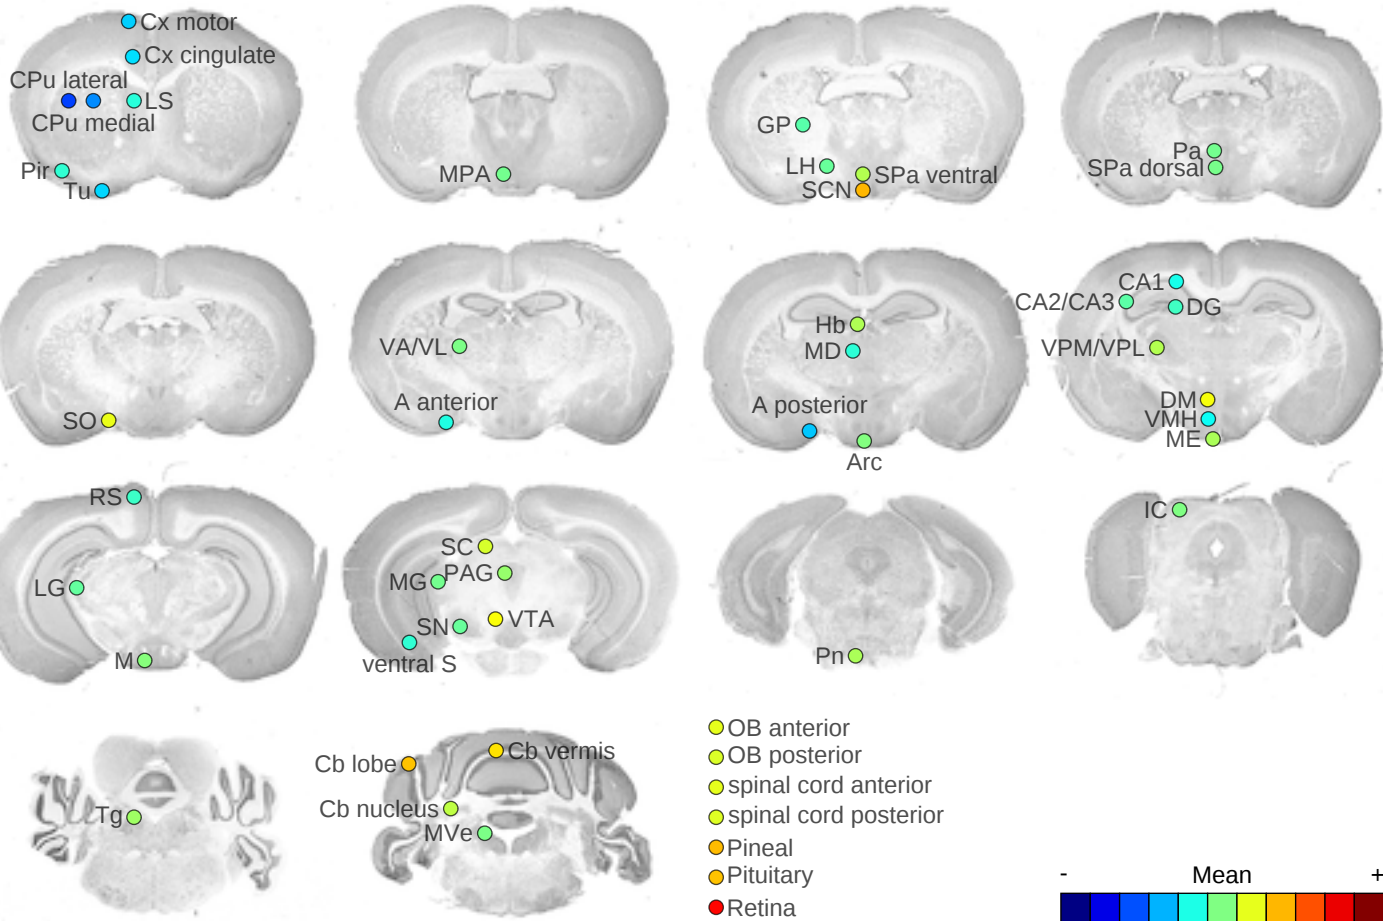 Cx motor
Cx cingulate
CPu lateral
LS
CPu medial
Pir
Tu
MPA
GP
LH
SPa ventral
SCN
Pa
SPa dorsal
SO
VA/VL
A anterior
Hb
MD
A posterior
Arc
CA1
CA2/CA3
DG
VPM/VPL
DM
VMH
ME
RS
LG
M
SC
PAG
MG
VTA
SN
ventral S
Pn
IC
Tg
Cb vermis
Cb lobe
Cb nucleus
MVe
OB anterior
OB posterior
spinal cord anterior
spinal cord posterior
Pineal
Pituitary
Retina
- Mean +